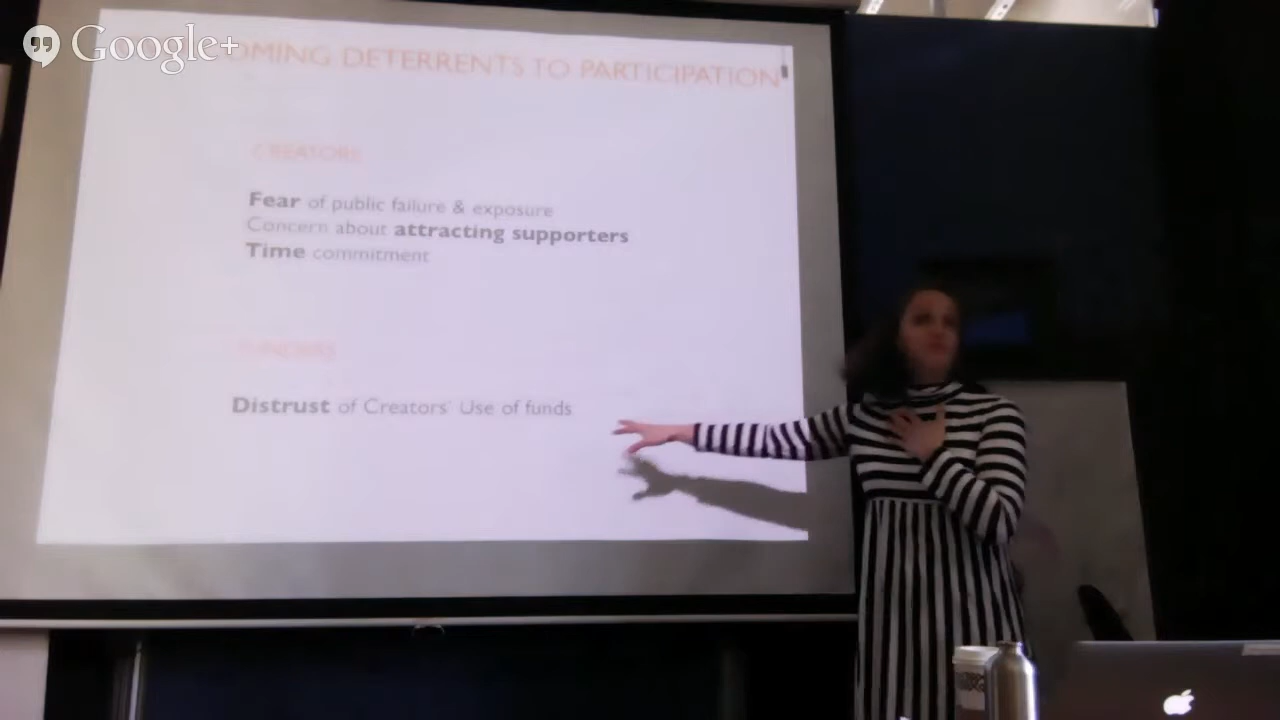 Google+
OMING DETERRENTS TO PARTICIPATION
CREATORS
Fear of public failure & exposure
Concern about attracting supporters
Time commitment
FUNDERS
Distrust of Creators' Use of funds